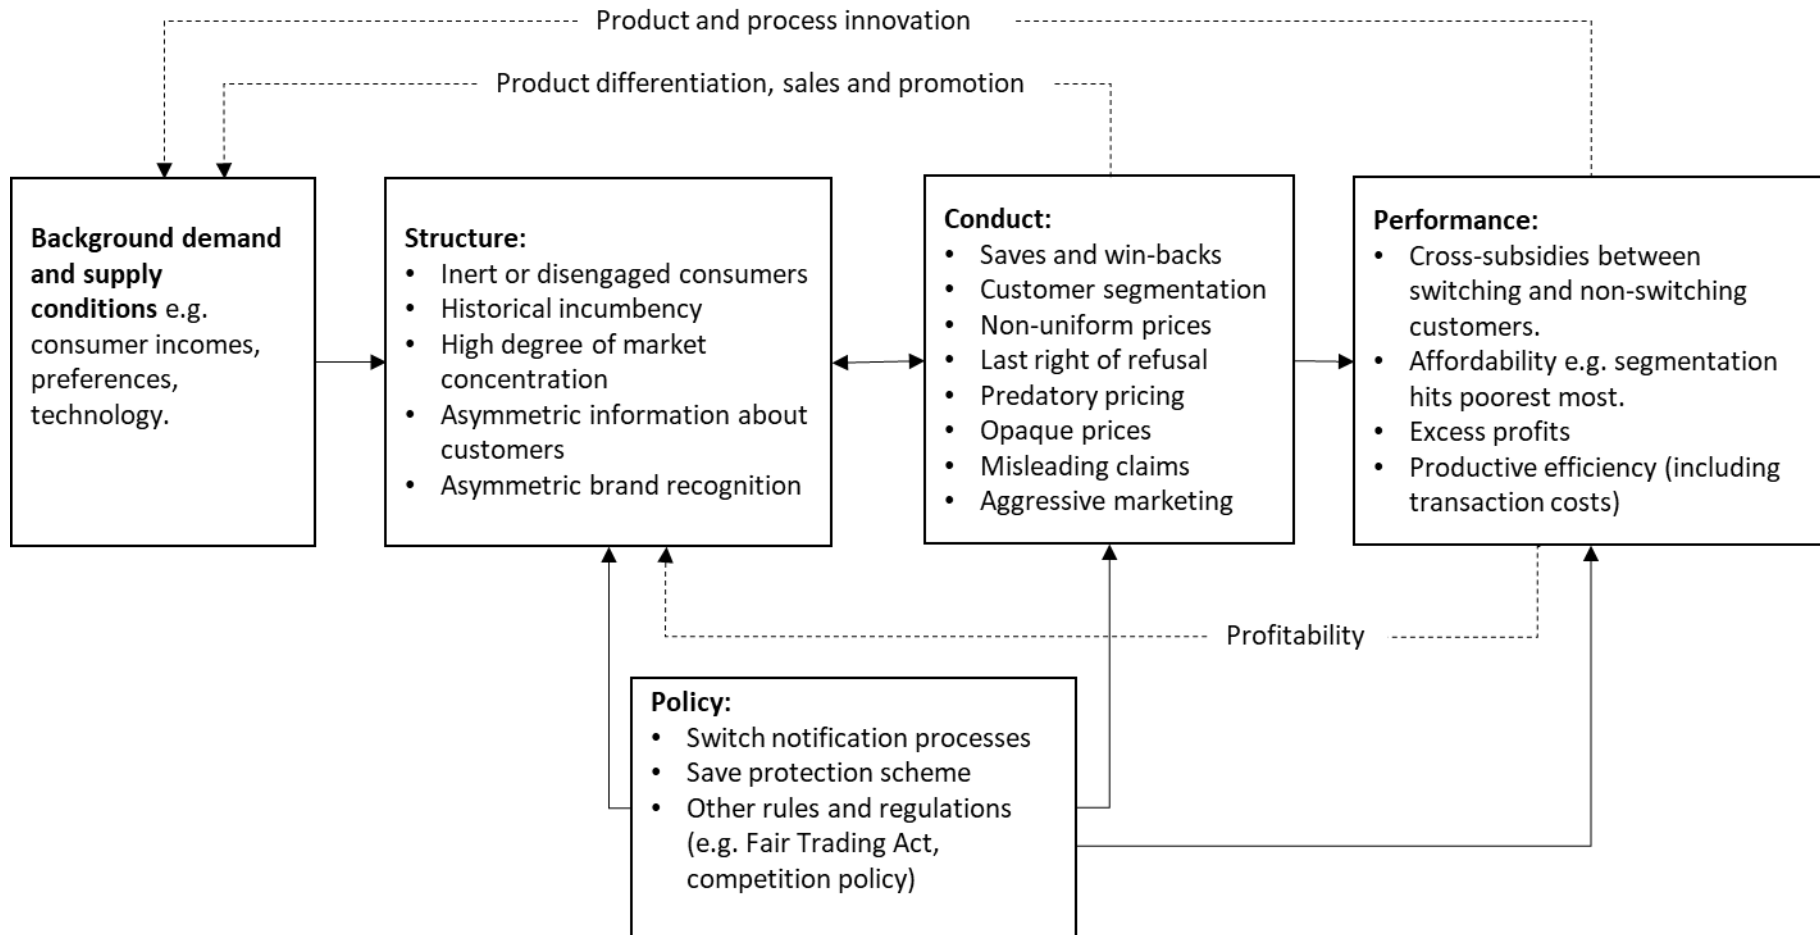 Product and process innovation
Product differentiation, sales and promotion
Background demand
and supply
conditions e.g.
consumer incomes,
preferences,
technology.
Structure:
• Inert or disengaged consumers
• Historical incumbency
• High degree of market
concentration
• Asymmetric information about
customers
• Asymmetric brand recognition
Conduct:
• Saves and win-backs
• Customer segmentation
• Non-uniform prices
• Last right of refusal
• Predatory pricing
• Opaque prices
• Misleading claims
• Aggressive marketing
Performance:
• Cross-subsidies between
switching and non-switching
customers.
• Affordability e.g. segmentation
hits poorest most.
• Excess profits
• Productive efficiency (including
transaction costs)
Profitability
Policy:
• Switch notification processes
• Save protection scheme
• Other rules and regulations
(e.g. Fair Trading Act,
competition policy)